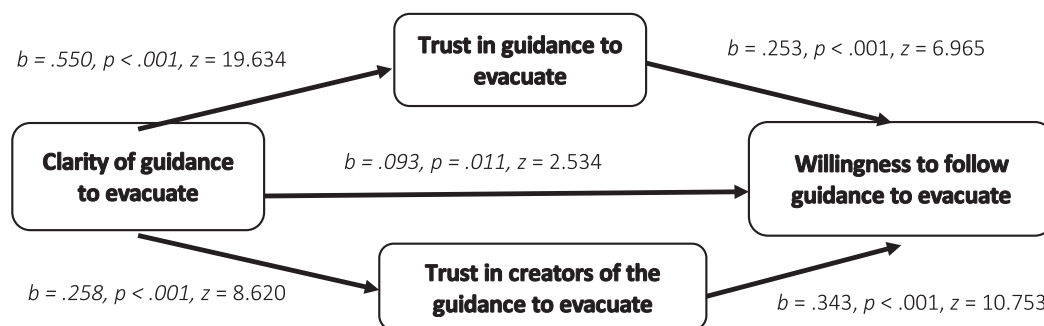 Trust in guidance to
evacuate
b = .550, p < .001, z = 19.634
b = .253, p < .001, z = 6.965
Clarity of guidance
to evacuate
b = .093, p = .011, z = 2.534
Willingness to follow
guidance to evacuate
Trust in creators of the
guidance to evacuate
b = .258, p < .001, z = 8.620
b = .343, p < .001, z = 10.753